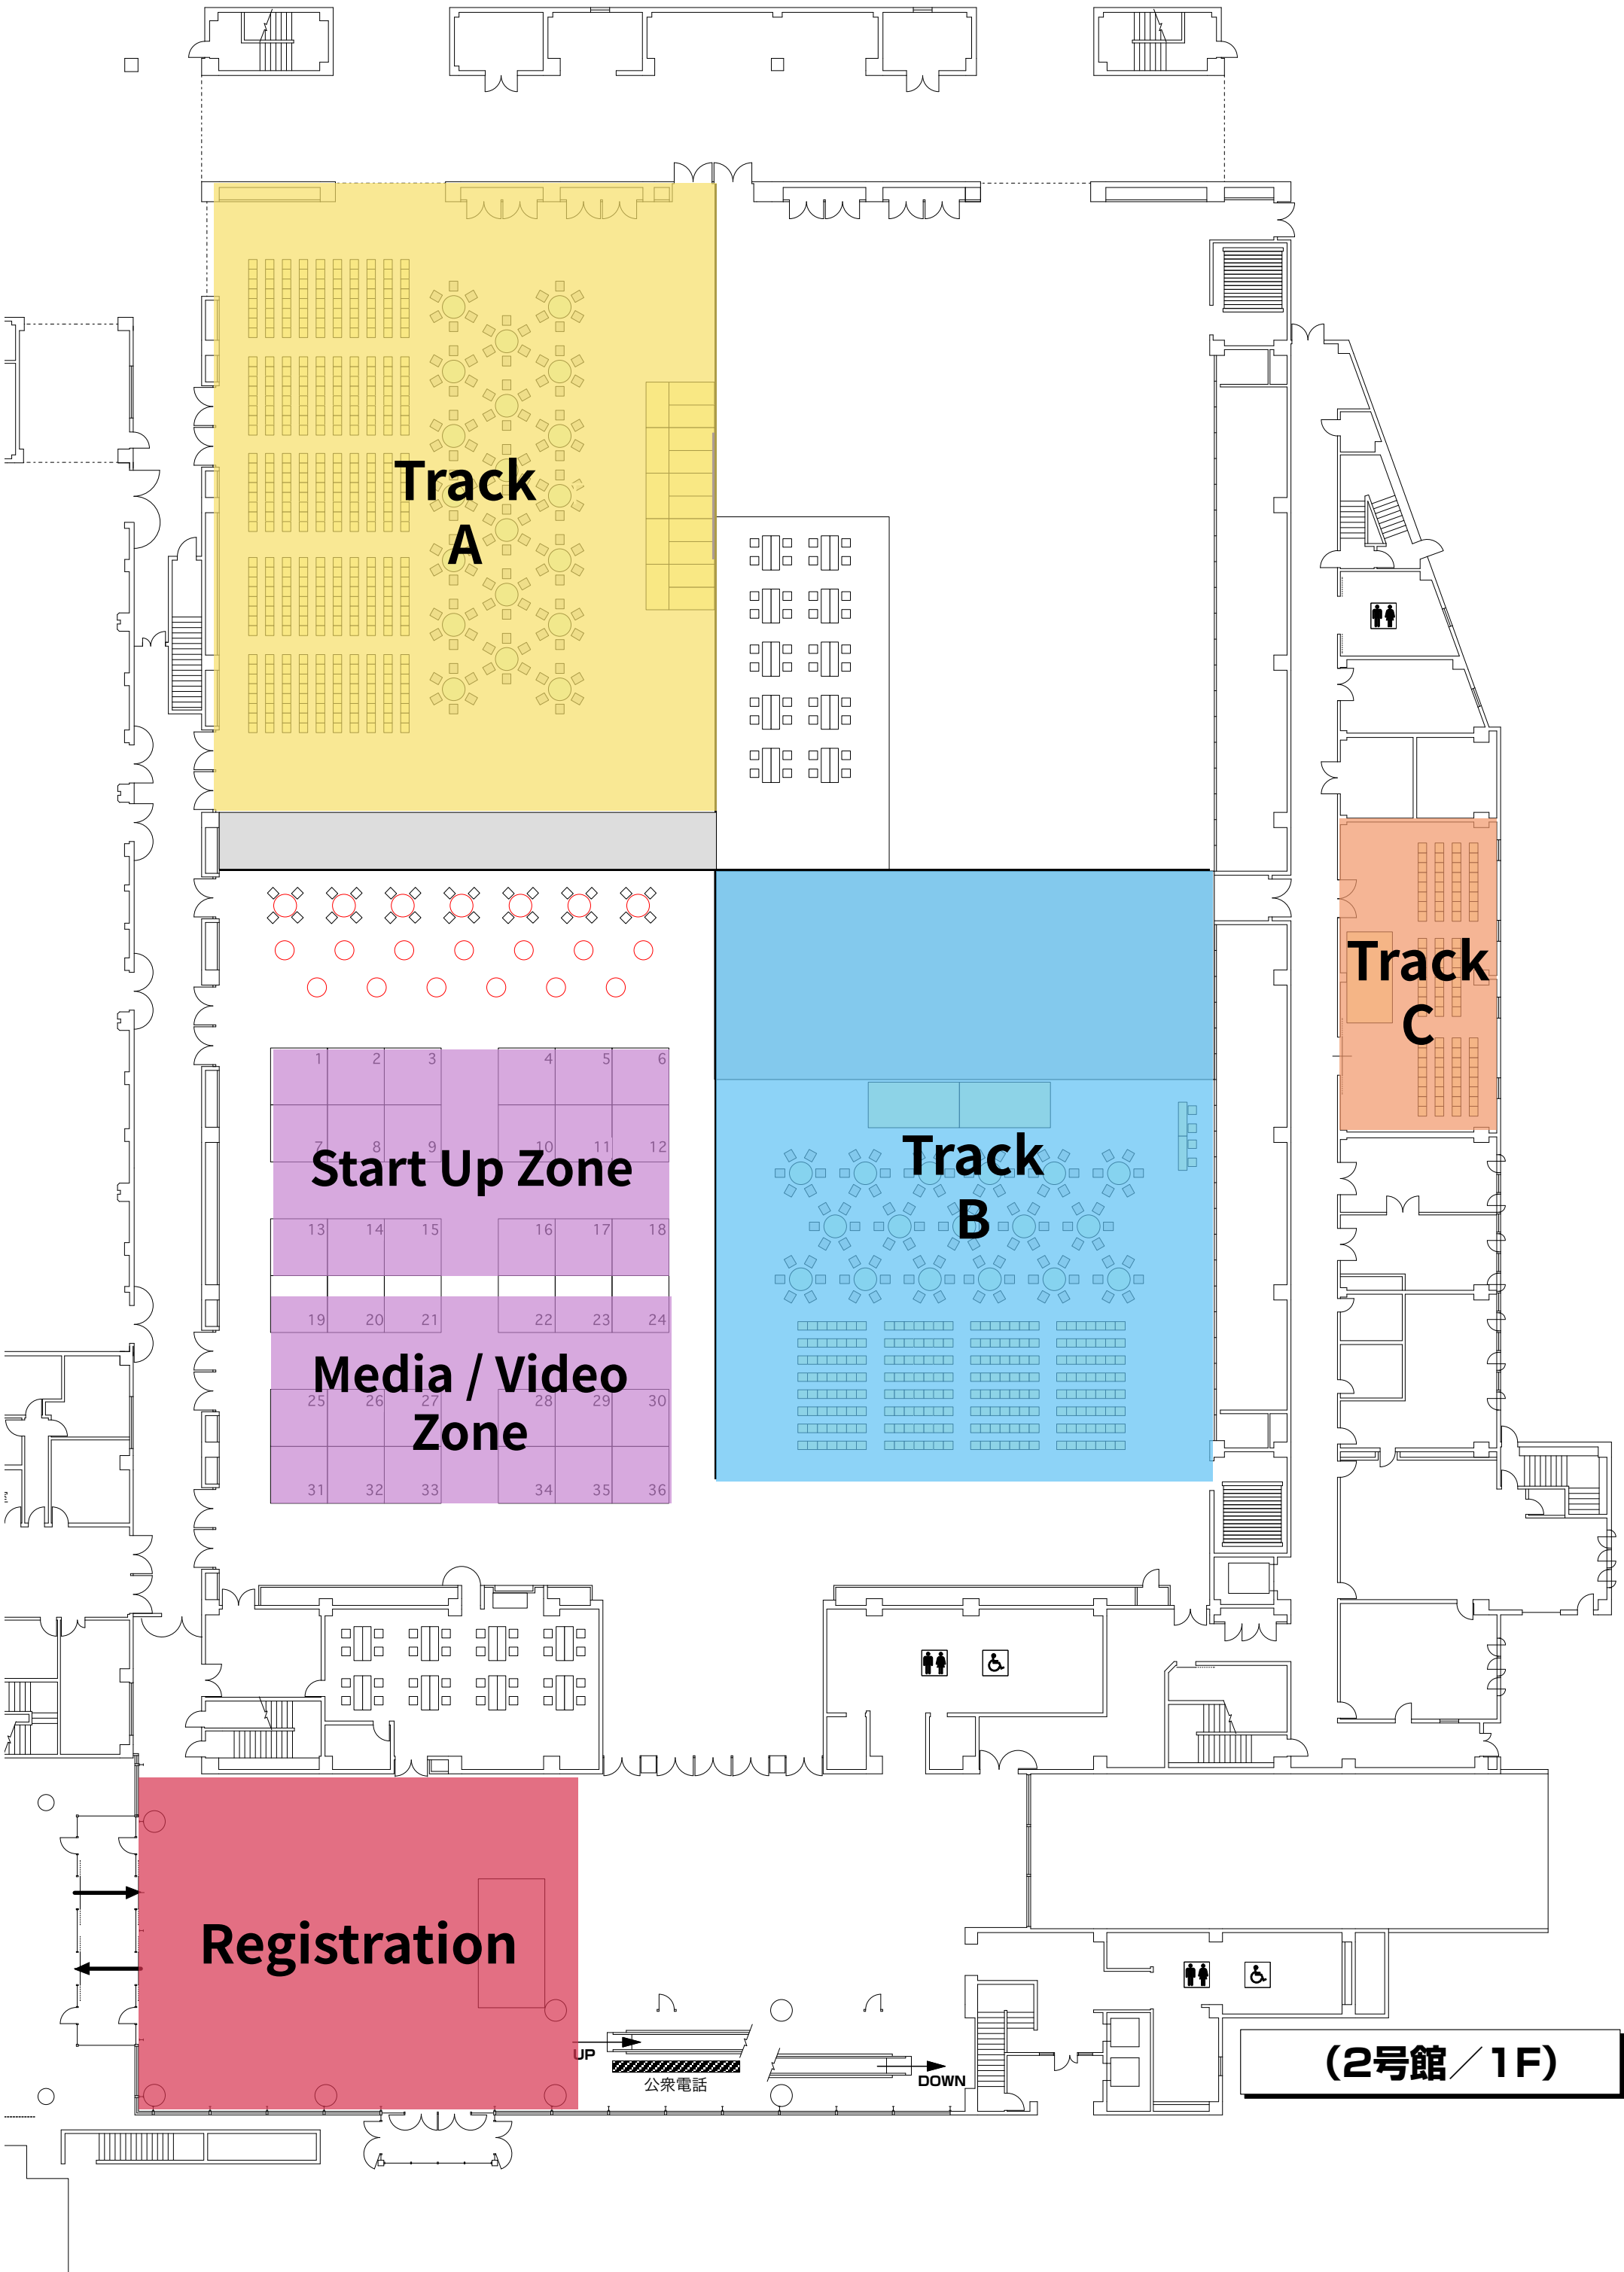 Track
A
Track
C
1 2 3 4 5 6
7 8 9 10 11 12
Start Up Zone
Track
B
13 14 15 16 17 18
19 20 21 22 23 24
Media / Video
Zone
25 26 27 28 29 30
31 32 33 34 35 36
Registration
UP
公衆電話
DOWN
(2号館／1F)